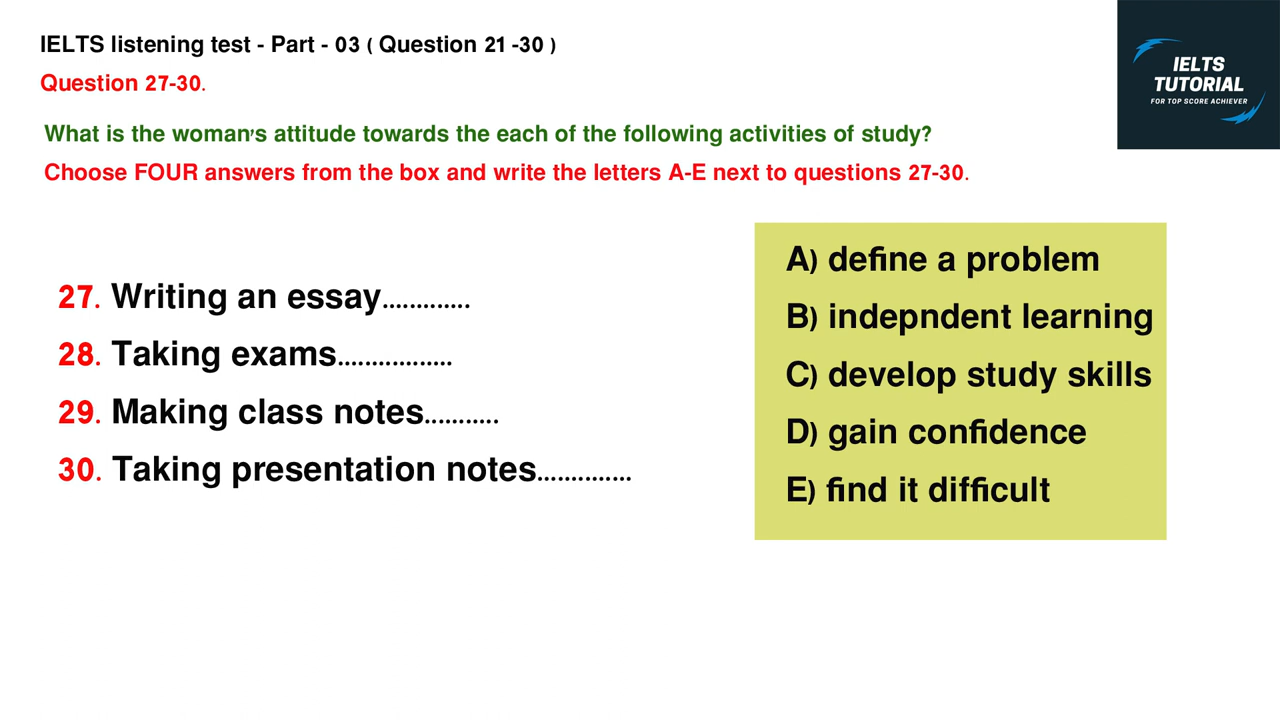 IELTS listening test - Part - 03 ( Question 21 -30 )
Question 27-30.
IELTS
TUTORIAL
FOR TOP SCORE ACHIEVER
What is the woman's attitude towards the each of the following activities of study?
Choose FOUR answers from the box and write the letters A-E next to questions 27-30.
27. Writing an essay.............
28. Taking exams.................
29. Making class notes...........
30. Taking presentation notes..............
A) define a problem
B) indepndent learning
C) develop study skills
D) gain confidence
E) find it difficult